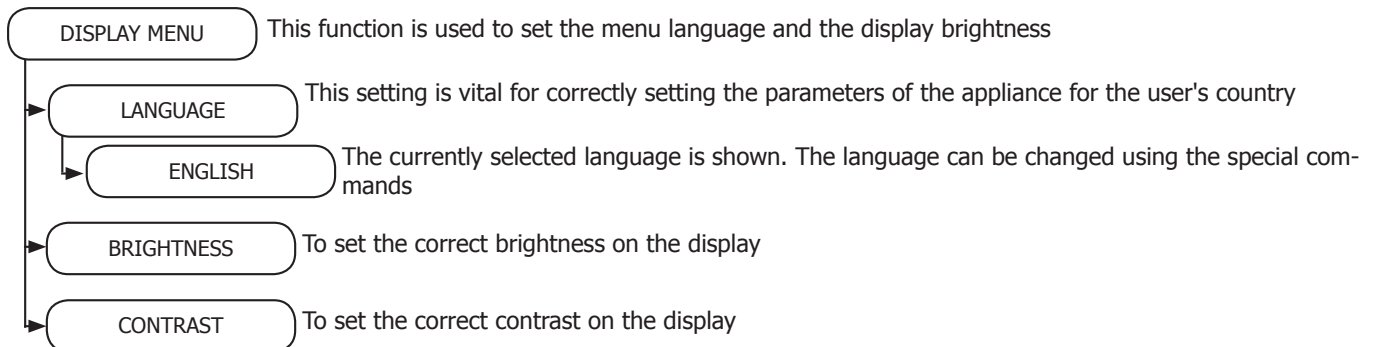 DISPLAY MENU This function is used to set the menu language and the display brightness
LANGUAGE This setting is vital for correctly setting the parameters of the appliance for the user's country
ENGLISH The currently selected language is shown. The language can be changed using the special com-
mands
BRIGHTNESS To set the correct brightness on the display
CONTRAST To set the correct contrast on the display